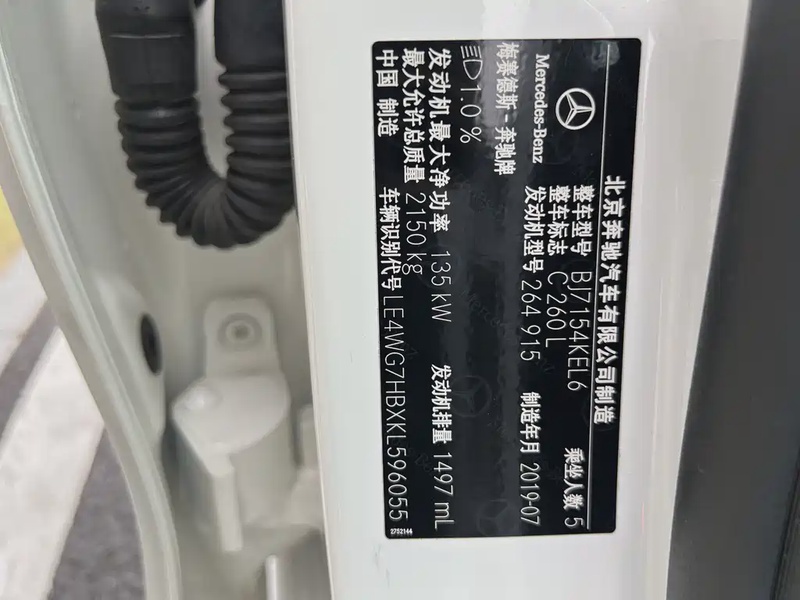 北京奔驰汽车有限公司制造
Mercedes-Benz
梅赛德斯-奔驰牌
整车型号 BJ7154KEL6 乘坐人数 5
整车标志 C 260 L
发动机型号 264 915 制造年月 2019-07
1.0 %
发动机最大净功率 135 kW 发动机排量 1497 mL
最大允许总质量 2150 kg
中国 制造 车辆识别代号 LE4WG7HBXKL596055
2752144